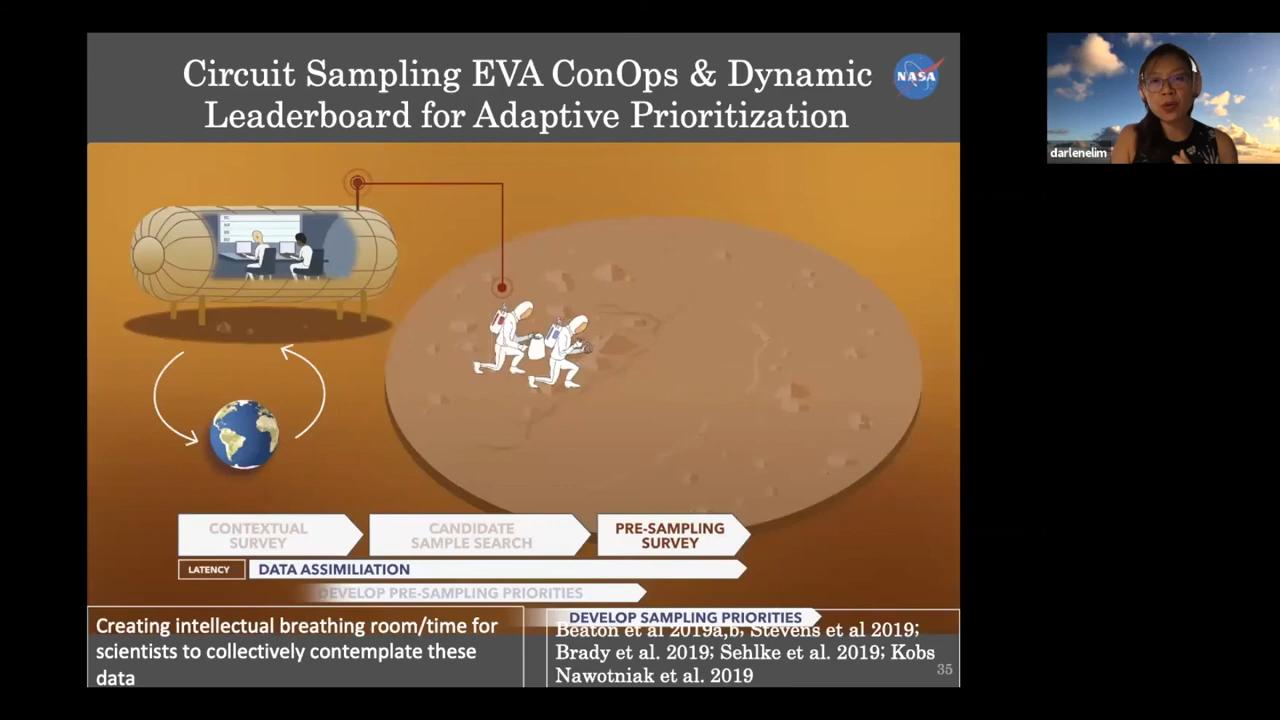 Circuit Sampling EVA ConOps & Dynamic
Leaderboard for Adaptive Prioritization
NASA
darlenelim
CONTEXTUAL
SURVEY
CANDIDATE
SAMPLE SEARCH
PRE-SAMPLING
SURVEY
LATENCY
DATA ASSIMILIATION
DEVELOP PRE-SAMPLING PRIORITIES
DEVELOP SAMPLING PRIORITIES
Creating intellectual breathing room/time for
scientists to collectively contemplate these
data
Beaton et al 2019a,b; Stevens et al 2019;
Brady et al. 2019; Sehlke et al. 2019; Kobs
Nawotniak et al. 2019
35